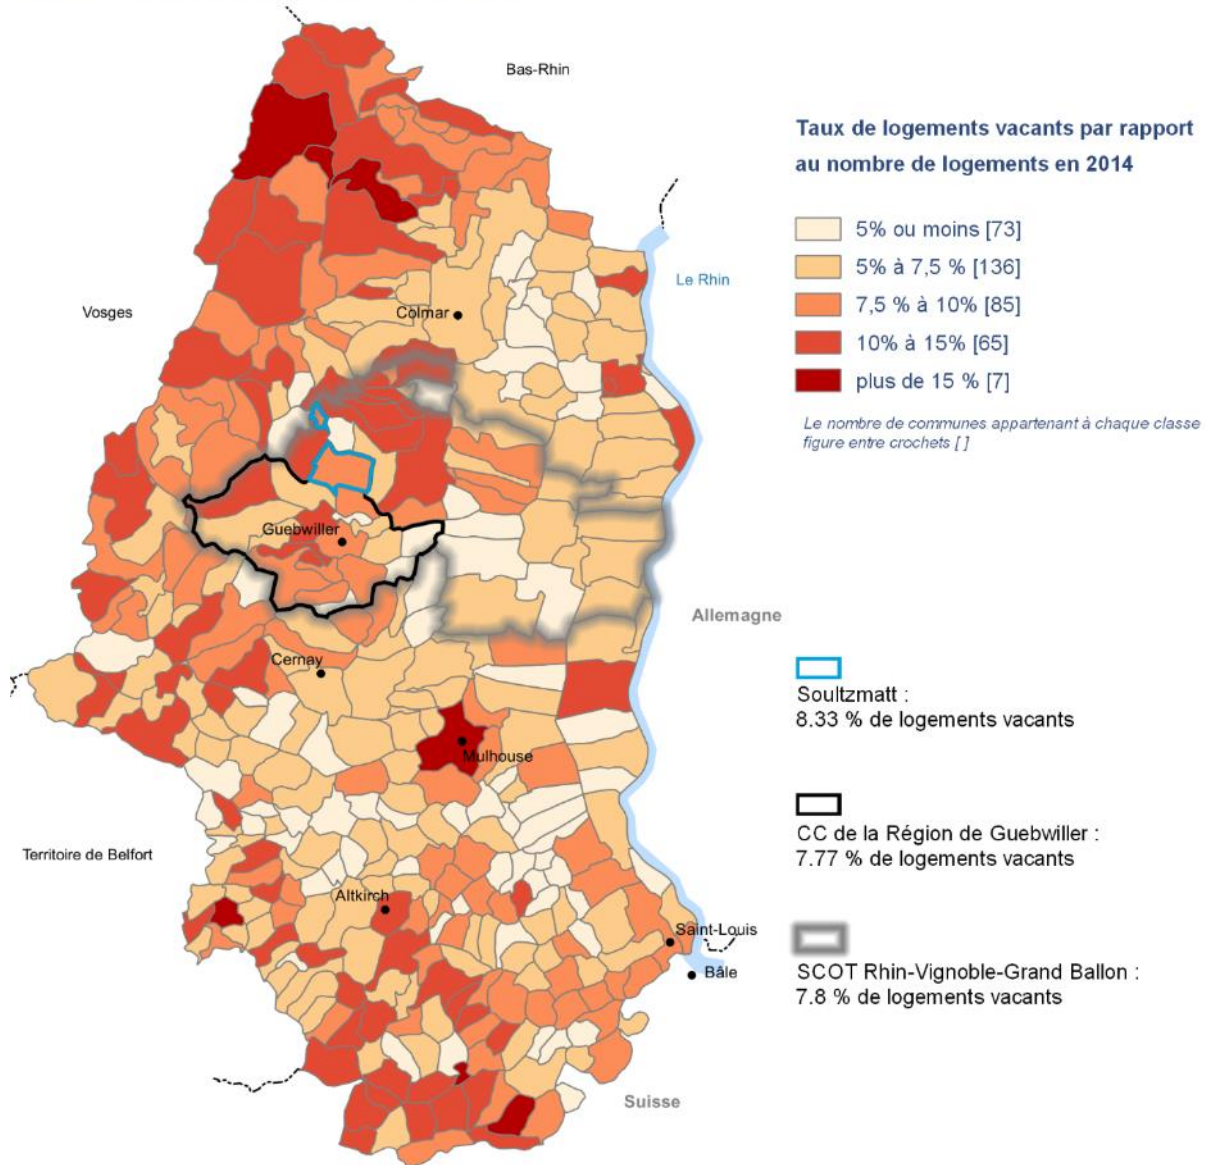 Bas-Rhin
Taux de logements vacants par rapport
au nombre de logements en 2014
5% ou moins [73]
5% à 7,5 % [136]
7,5 % à 10% [85]
10% à 15% [65]
plus de 15 % [7]
Le nombre de communes appartenant à chaque classe
figure entre crochets [ ]
Le Rhin
Vosges
Colmar
Guebwiller
Allemagne
Cernay
Soultzmatt :
8.33 % de logements vacants
Mulhouse
CC de la Région de Guebwiller :
7.77 % de logements vacants
Territoire de Belfort
Altkirch
Saint-Louis
Bâle
SCOT Rhin-Vignoble-Grand Ballon :
7.8 % de logements vacants
Suisse